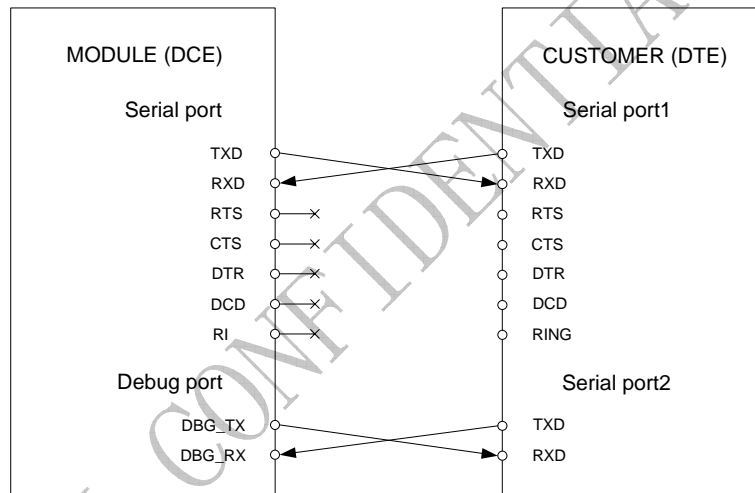 MODULE (DCE)
Serial port
TXD
RXD
RTS
CTS
DTR
DCD
RI
Debug port
DBG_TX
DBG_RX
CUSTOMER (DTE)
Serial port1
TXD
RXD
RTS
CTS
DTR
DCD
RING
Serial port2
TXD
RXD
CONFIDENTIA